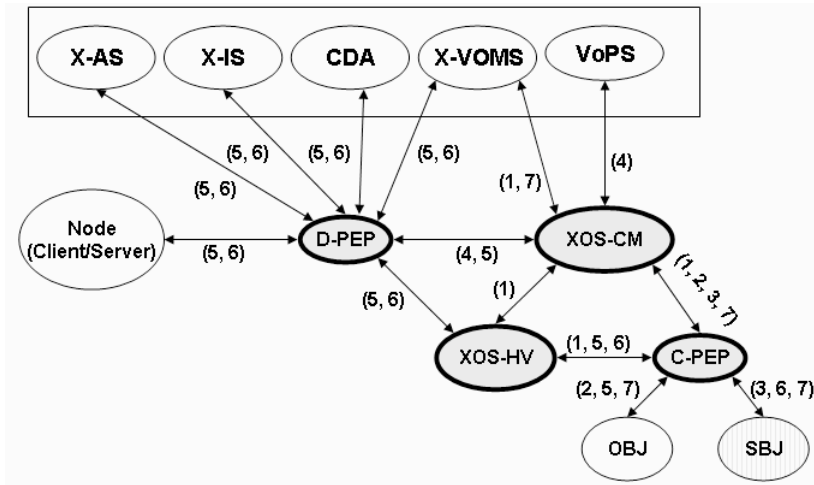 X-AS
X-IS
CDA
X-VOMS
VoPS
(5, 6)
(5, 6)
(5, 6)
(5, 6)
(1, 7)
(4)
Node
(Client/Server)
(5, 6)
D-PEP
(4, 5)
XOS-CM
(1, 2, 3, 7)
(5, 6)
(1)
XOS-HV
(1, 5, 6)
C-PEP
(2, 5, 7)
(3, 6, 7)
OBJ
SBJ